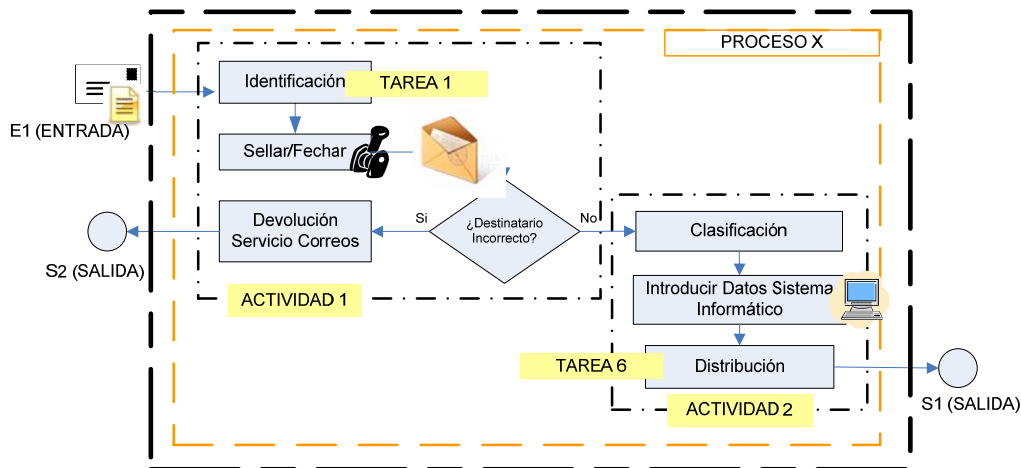 PROCESO X
Identificación
TAREA 1
E1 (ENTRADA)
Sellar/Fechar
Devolución
Servicio Correos
Si
¿Destinatario
Incorrecto?
No
Clasificación
S2 (SALIDA)
ACTIVIDAD 1
Introducir Datos Sistema
Informático
TAREA 6
Distribución
S1 (SALIDA)
ACTIVIDAD 2